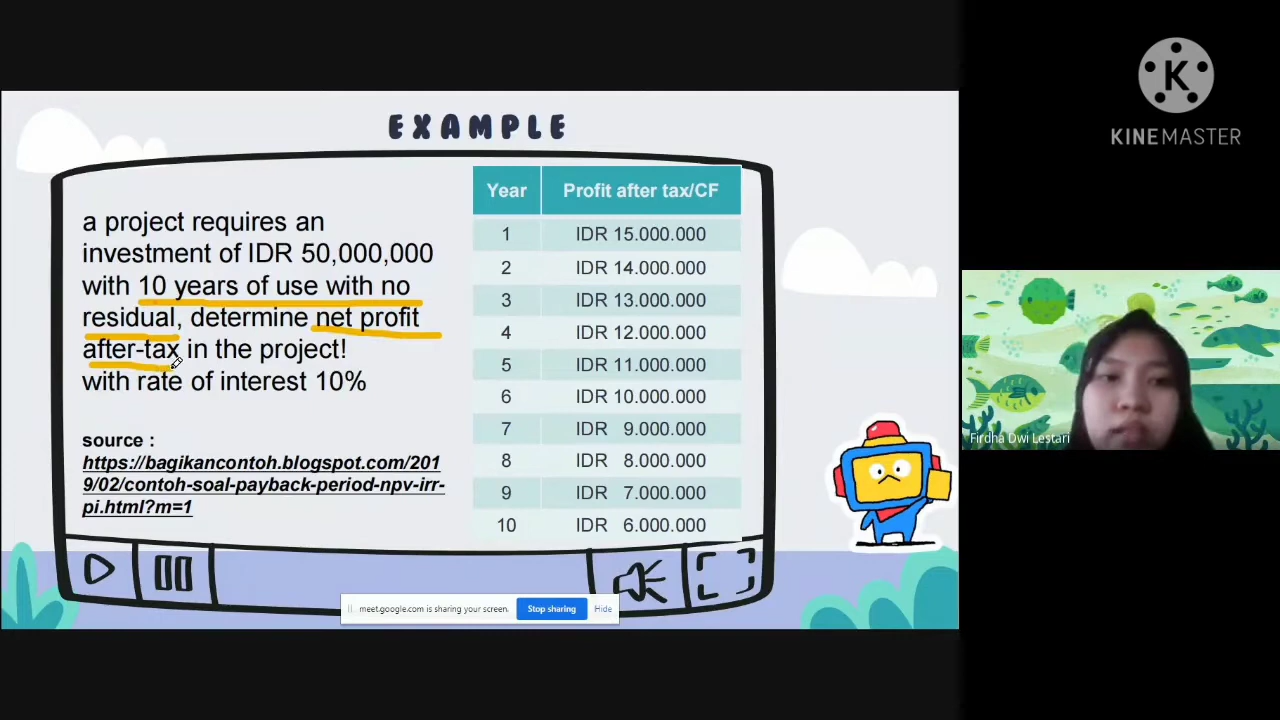 EXAMPLE
a project requires an
investment of IDR 50,000,000
with 10 years of use with no
residual, determine net profit
after-tax in the project!
with rate of interest 10%
source :
https://bagikancontoh.blogspot.com/201
9/02/contoh-soal-payback-period-npv-irr-
pi.html?m=1
Year Profit after tax/CF
1 IDR 15.000.000
2 IDR 14.000.000
3 IDR 13.000.000
4 IDR 12.000.000
5 IDR 11.000.000
6 IDR 10.000.000
7 IDR 9.000.000
8 IDR 8.000.000
9 IDR 7.000.000
10 IDR 6.000.000
meet.google.com is sharing your screen. Stop sharing Hide
K
KINEMASTER
Firdha Dwi Lestari